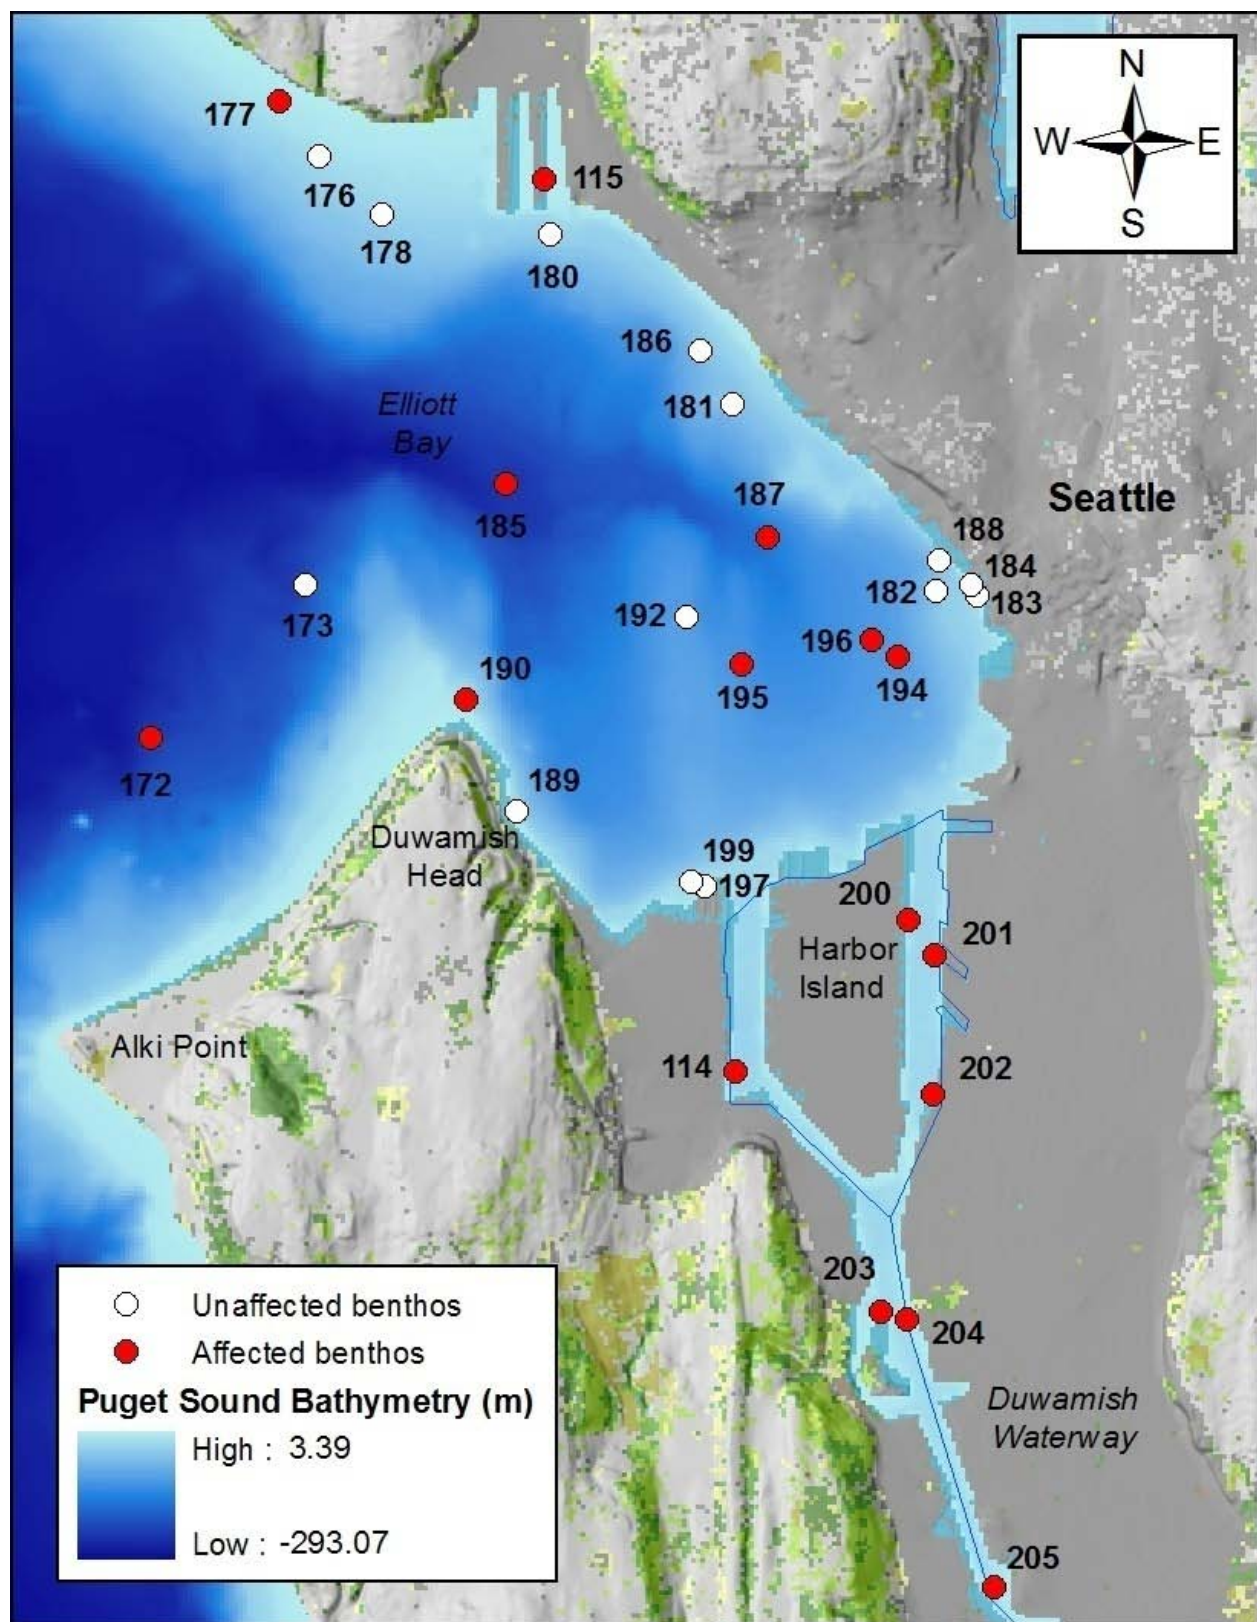 N
W E
S
177
176
178
115
180
186
181
Elliott
Bay
185
187
Seattle
188
184
182
183
173
192
196
194
195
190
172
189
Duwamish
Head
199
197
200
201
Harbor
Island
Alki Point
114
202
203
204
Duwamish
Waterway
205
Unaffected benthos
Affected benthos
Puget Sound Bathymetry (m)
High : 3.39
Low : -293.07